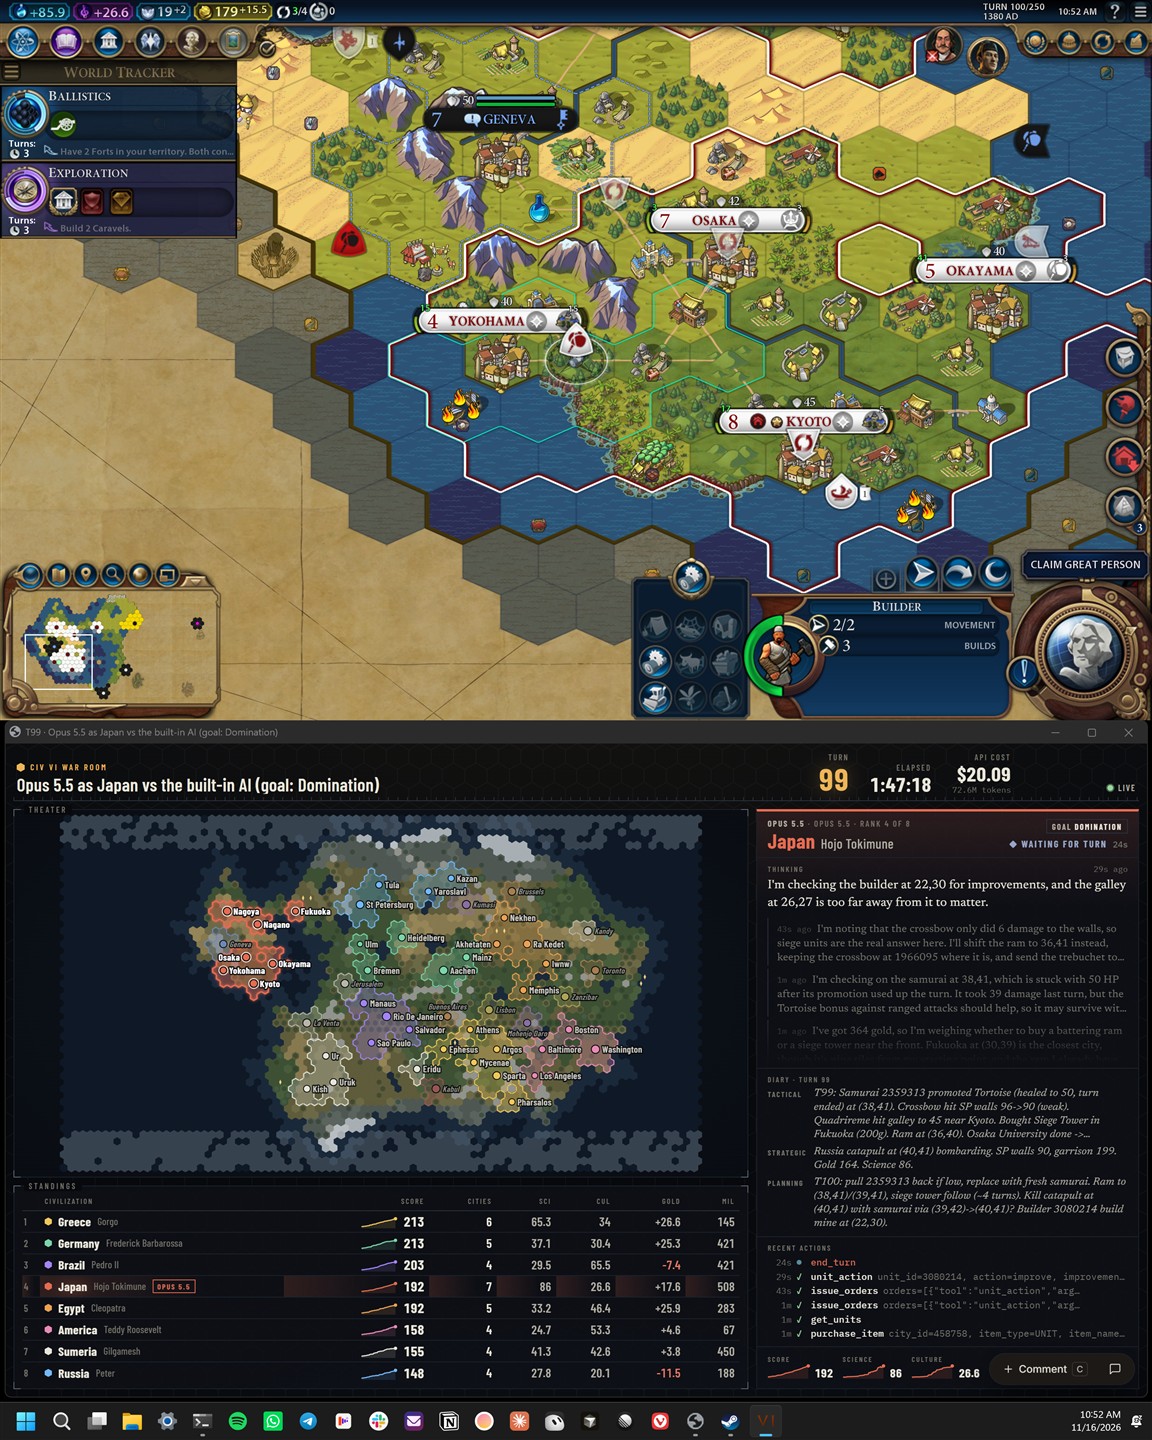 +85.9 +26.6 19+2 179+15.5 3/4 0
TURN 100/250
1380 AD
10:52 AM
?
WORLD TRACKER
BALLISTICS
Turns:
3
Have 2 Forts in your territory. Both con...
EXPLORATION
Turns:
3
Build 2 Caravels.
50
7 GENEVA
42
7 OSAKA
40
5 OKAYAMA
40
4 YOKOHAMA
45
8 KYOTO
1
3
CLAIM GREAT PERSON
BUILDER
2/2 MOVEMENT
3 BUILDS
T99 · Opus 5.5 as Japan vs the built-in AI (goal: Domination)
CIV VI WAR ROOM
Opus 5.5 as Japan vs the built-in AI (goal: Domination)
TURN
99
ELAPSED
1:47:18
API COST
$20.09
72.6M tokens
LIVE
THEATER
Tula
Kazan
Yaroslavl
Brussels
St Petersburg
Kumasi
Nagoya
Fukuoka
Nagano
Nekhen
Kandy
Geneva
Ulm
Heidelberg
Akhetaten
Ra Kedet
Osaka
Okayama
Mainz
Yokohama
Bremen
Aachen
Iwnw
Toronto
Kyoto
Jerusalem
Memphis
Zanzibar
Manaus
Buenos Aires
Lisbon
Rio De Janeiro
La Venta
Salvador
Athens
Mohenjo Daro
Boston
Sao Paulo
Ephesus
Argos
Baltimore
Washington
Ur
Mycenae
Eridu
Sparta
Los Angeles
Kish
Uruk
Kabul
Pharsalos
STANDINGS
CIVILIZATION SCORE CITIES SCI CUL GOLD MIL
1 Greece Gorgo 213 6 65.3 34 +26.6 145
2 Germany Frederick Barbarossa 213 5 37.1 30.4 +25.3 421
3 Brazil Pedro II 203 4 29.5 65.5 -7.4 421
4 Japan Hojo Tokimune OPUS 5.5 192 7 86 26.6 +17.6 508
5 Egypt Cleopatra 192 5 33.2 46.4 +25.9 283
6 America Teddy Roosevelt 158 4 24.7 53.3 +4.6 67
7 Sumeria Gilgamesh 155 4 41.3 42.6 +3.8 450
8 Russia Peter 148 4 27.8 20.1 -11.5 188
OPUS 5.5 · OPUS 5.5 · RANK 4 OF 8
GOAL DOMINATION
Japan Hojo Tokimune
WAITING FOR TURN 24s
THINKING 29s ago
I'm checking the builder at 22,30 for improvements, and the galley
at 26,27 is too far away from it to matter.
43s ago I'm noting that the crossbow only did 6 damage to the walls, so
siege units are the real answer here. I'll shift the ram to 36,41 instead,
keeping the crossbow at 1966095 where it is, and send the trebuchet to...
1m ago I'm checking on the samurai at 38,41, which is stuck with 50 HP
after its promotion used up the turn. It took 39 damage last turn, but the
Tortoise bonus against ranged attacks should help, so it may survive wit...
1m ago I've got 364 gold, so I'm weighing whether to buy a battering ram
or a siege tower near the front. Fukuoka at (30,39) is the closest city,
DIARY · TURN 99
TACTICAL
T99: Samurai 2359313 promoted Tortoise (healed to 50, turn
ended) at (38,41). Crossbow hit SP walls 96->90 (weak).
Quadrireme hit galley to 45 near Kyoto. Bought Siege Tower in
Fukuoka (200g). Ram at (36,40). Osaka University done ->...
STRATEGIC
Russia catapult at (40,41) bombarding. SP walls 90, garrison 199.
Gold 164. Science 86.
PLANNING
T100: pull 2359313 back if low, replace with fresh samurai. Ram to
(38,41)/(39,41), siege tower follow (~4 turns). Kill catapult at
(40,41) with samurai via (39,42)->(40,41)? Builder 3080214 build
mine at (22,30).
RECENT ACTIONS
24s end_turn
29s ✓ unit_action unit_id=3080214, action=improve, improvemen...
43s ✓ issue_orders orders=[{"tool":"unit_action","arg...
1m ✓ issue_orders orders=[{"tool":"unit_action","arg...
1m ✓ get_units
1m ✓ purchase_item city_id=458758, item_type=UNIT, item_name...
SCORE 192
SCIENCE 86
CULTURE 26.6
+ Comment C
10:52 AM
11/16/2026